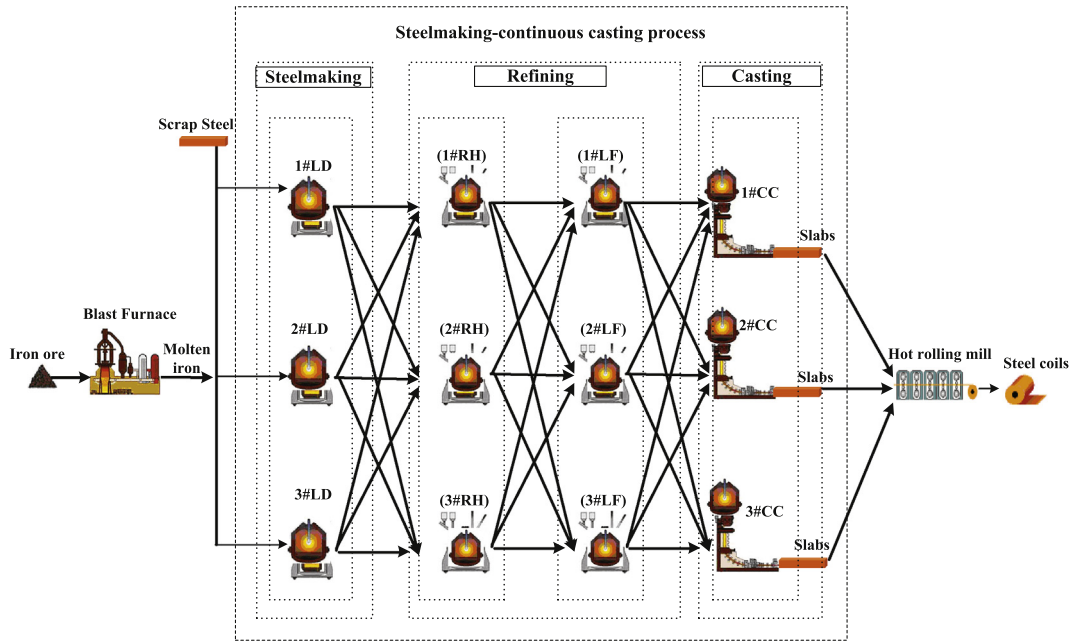 Steelmaking-continuous casting process
Steelmaking
Refining
Casting
Scrap Steel
1#LD
(1#RH)
(1#LF)
1#CC
Slabs
Blast Furnace
Iron ore
Molten
iron
2#LD
(2#RH)
(2#LF)
2#CC
Slabs
Hot rolling mill
Steel coils
3#LD
(3#RH)
(3#LF)
3#CC
Slabs